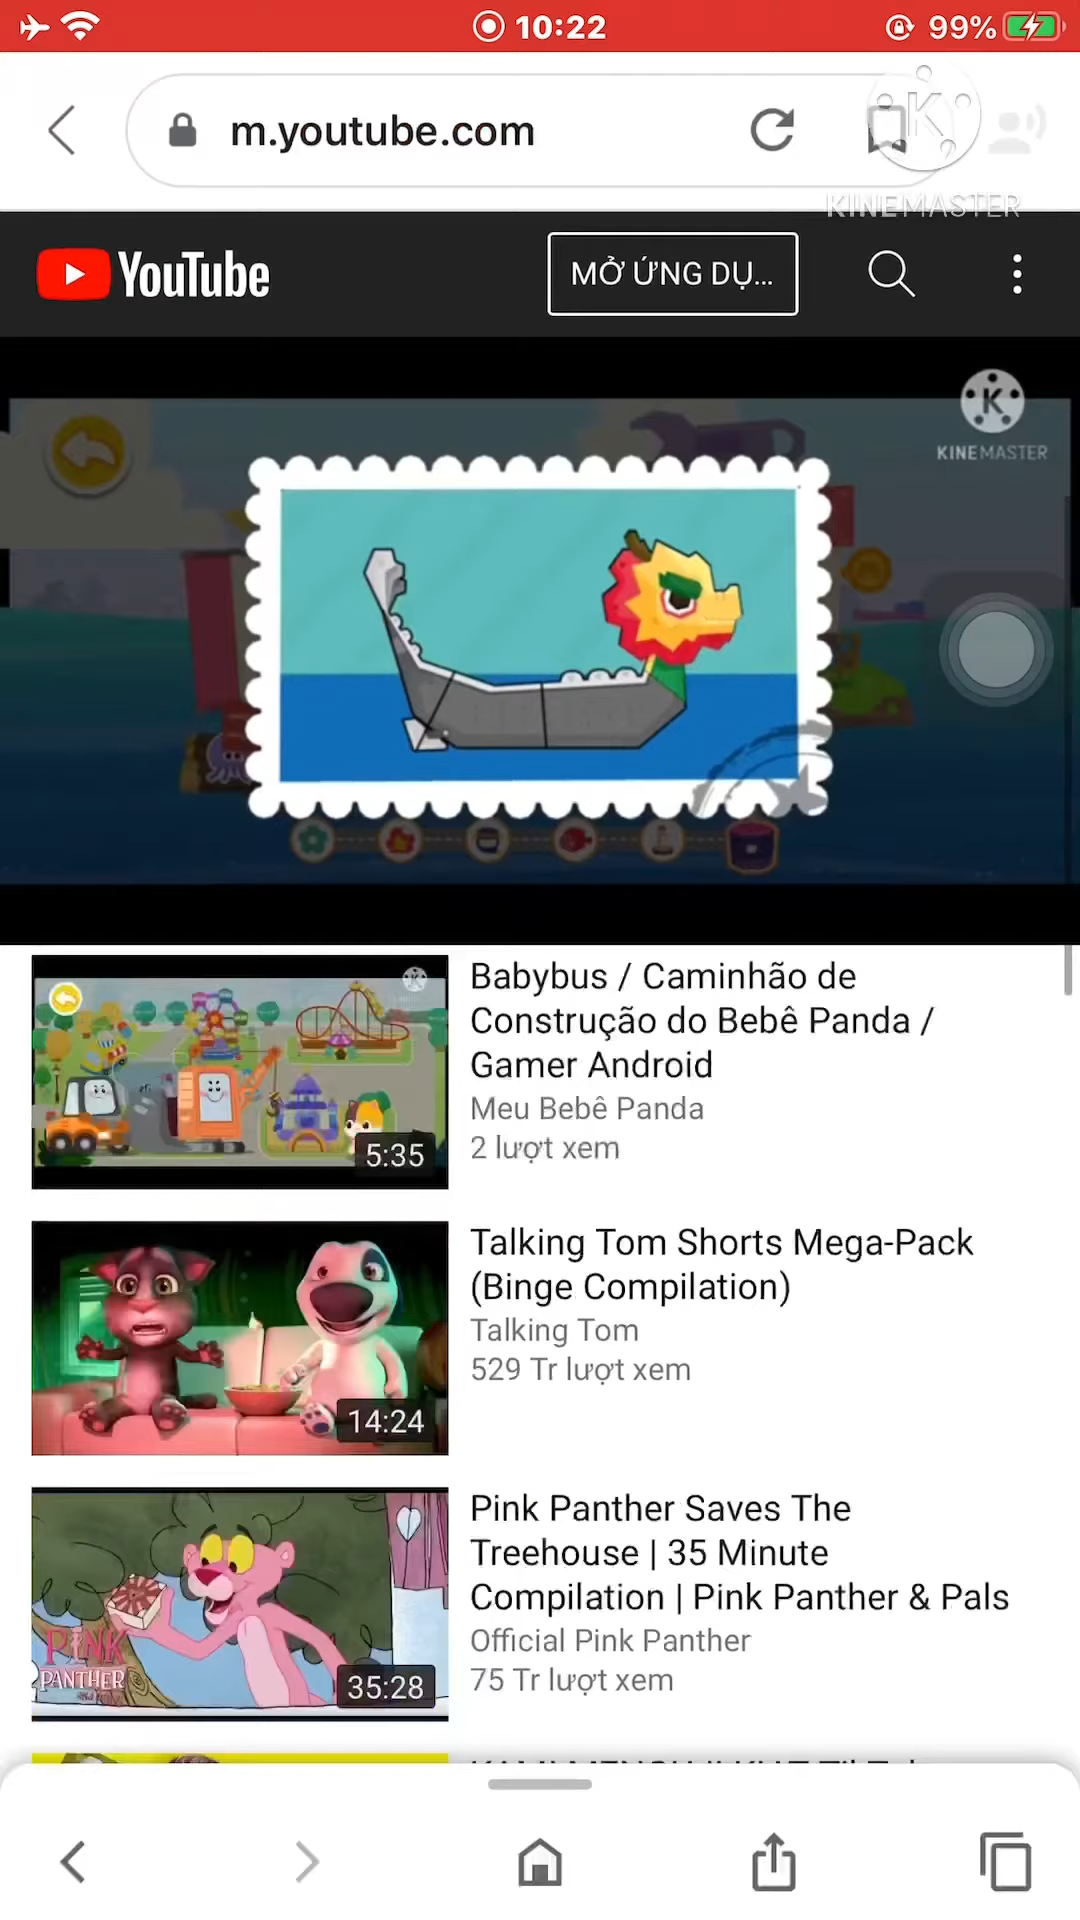 10:22
99%
m.youtube.com
KINEMASTER
YouTube
MỞ ỨNG DỤ...
KINEMASTER
Babybus / Caminhão de
Construção do Bebê Panda /
Gamer Android
Meu Bebê Panda
2 lượt xem
5:35
Talking Tom Shorts Mega-Pack
(Binge Compilation)
Talking Tom
529 Tr lượt xem
14:24
Pink Panther Saves The
Treehouse | 35 Minute
Compilation | Pink Panther & Pals
Official Pink Panther
75 Tr lượt xem
PINK
PANTHER
35:28